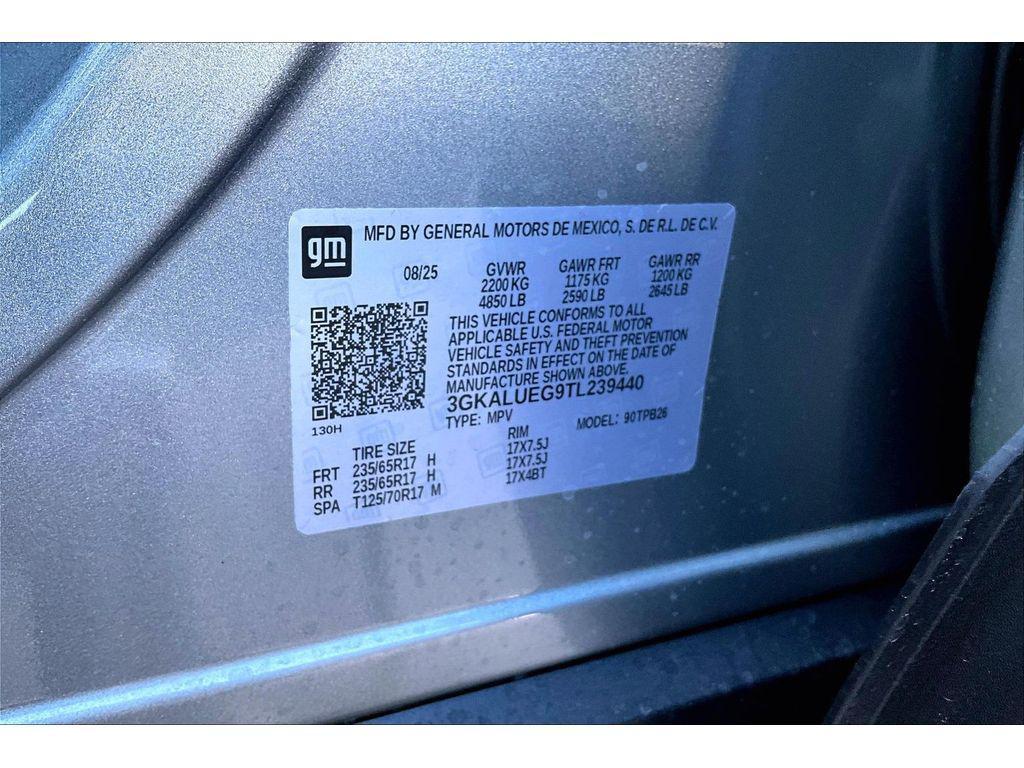 gm
MFD BY GENERAL MOTORS DE MEXICO, S. DE R.L. DE C.V.
08/25 GVWR GAWR FRT GAWR RR
2200 KG 1175 KG 1200 KG
4850 LB 2590 LB 2645 LB
THIS VEHICLE CONFORMS TO ALL
APPLICABLE U.S. FEDERAL MOTOR
VEHICLE SAFETY AND THEFT PREVENTION
STANDARDS IN EFFECT ON THE DATE OF
MANUFACTURE SHOWN ABOVE.
3GKALUEG9TL239440
TYPE: MPV MODEL: 90TPB26
130H
TIRE SIZE RIM
FRT 235/65R17 H 17X7.5J
RR 235/65R17 H 17X7.5J
SPA T125/70R17 M 17X4BT